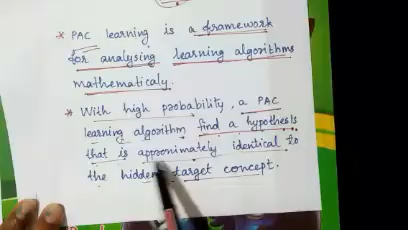 * PAC learning is a framework
for analysing learning algorithms
mathematicaly.
* With high probability, a PAC
learning algorithm find a hypothesis
that is approximately identical to
the hidden target concept.